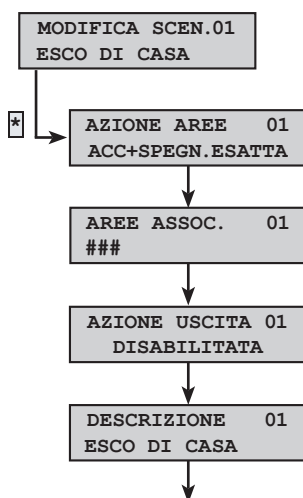 MODIFICA SCEN.01
ESCO DI CASA
*
AZIONE AREE 01
ACC+SPEGN.ESATTA
AREE ASSOC. 01
###
AZIONE USCITA 01
DISABILITATA
DESCRIZIONE 01
ESCO DI CASA